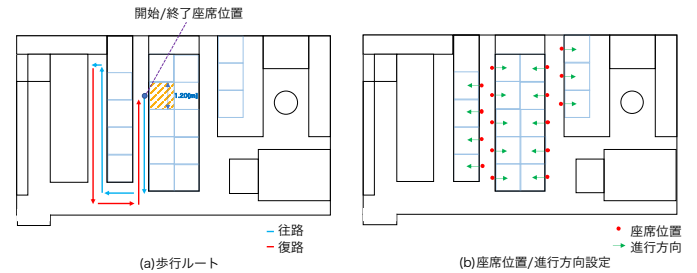 開始/終了座席位置
1.20[m]
往路
復路
(a)歩行ルート
座席位置
進行方向
(b)座席位置/進行方向設定